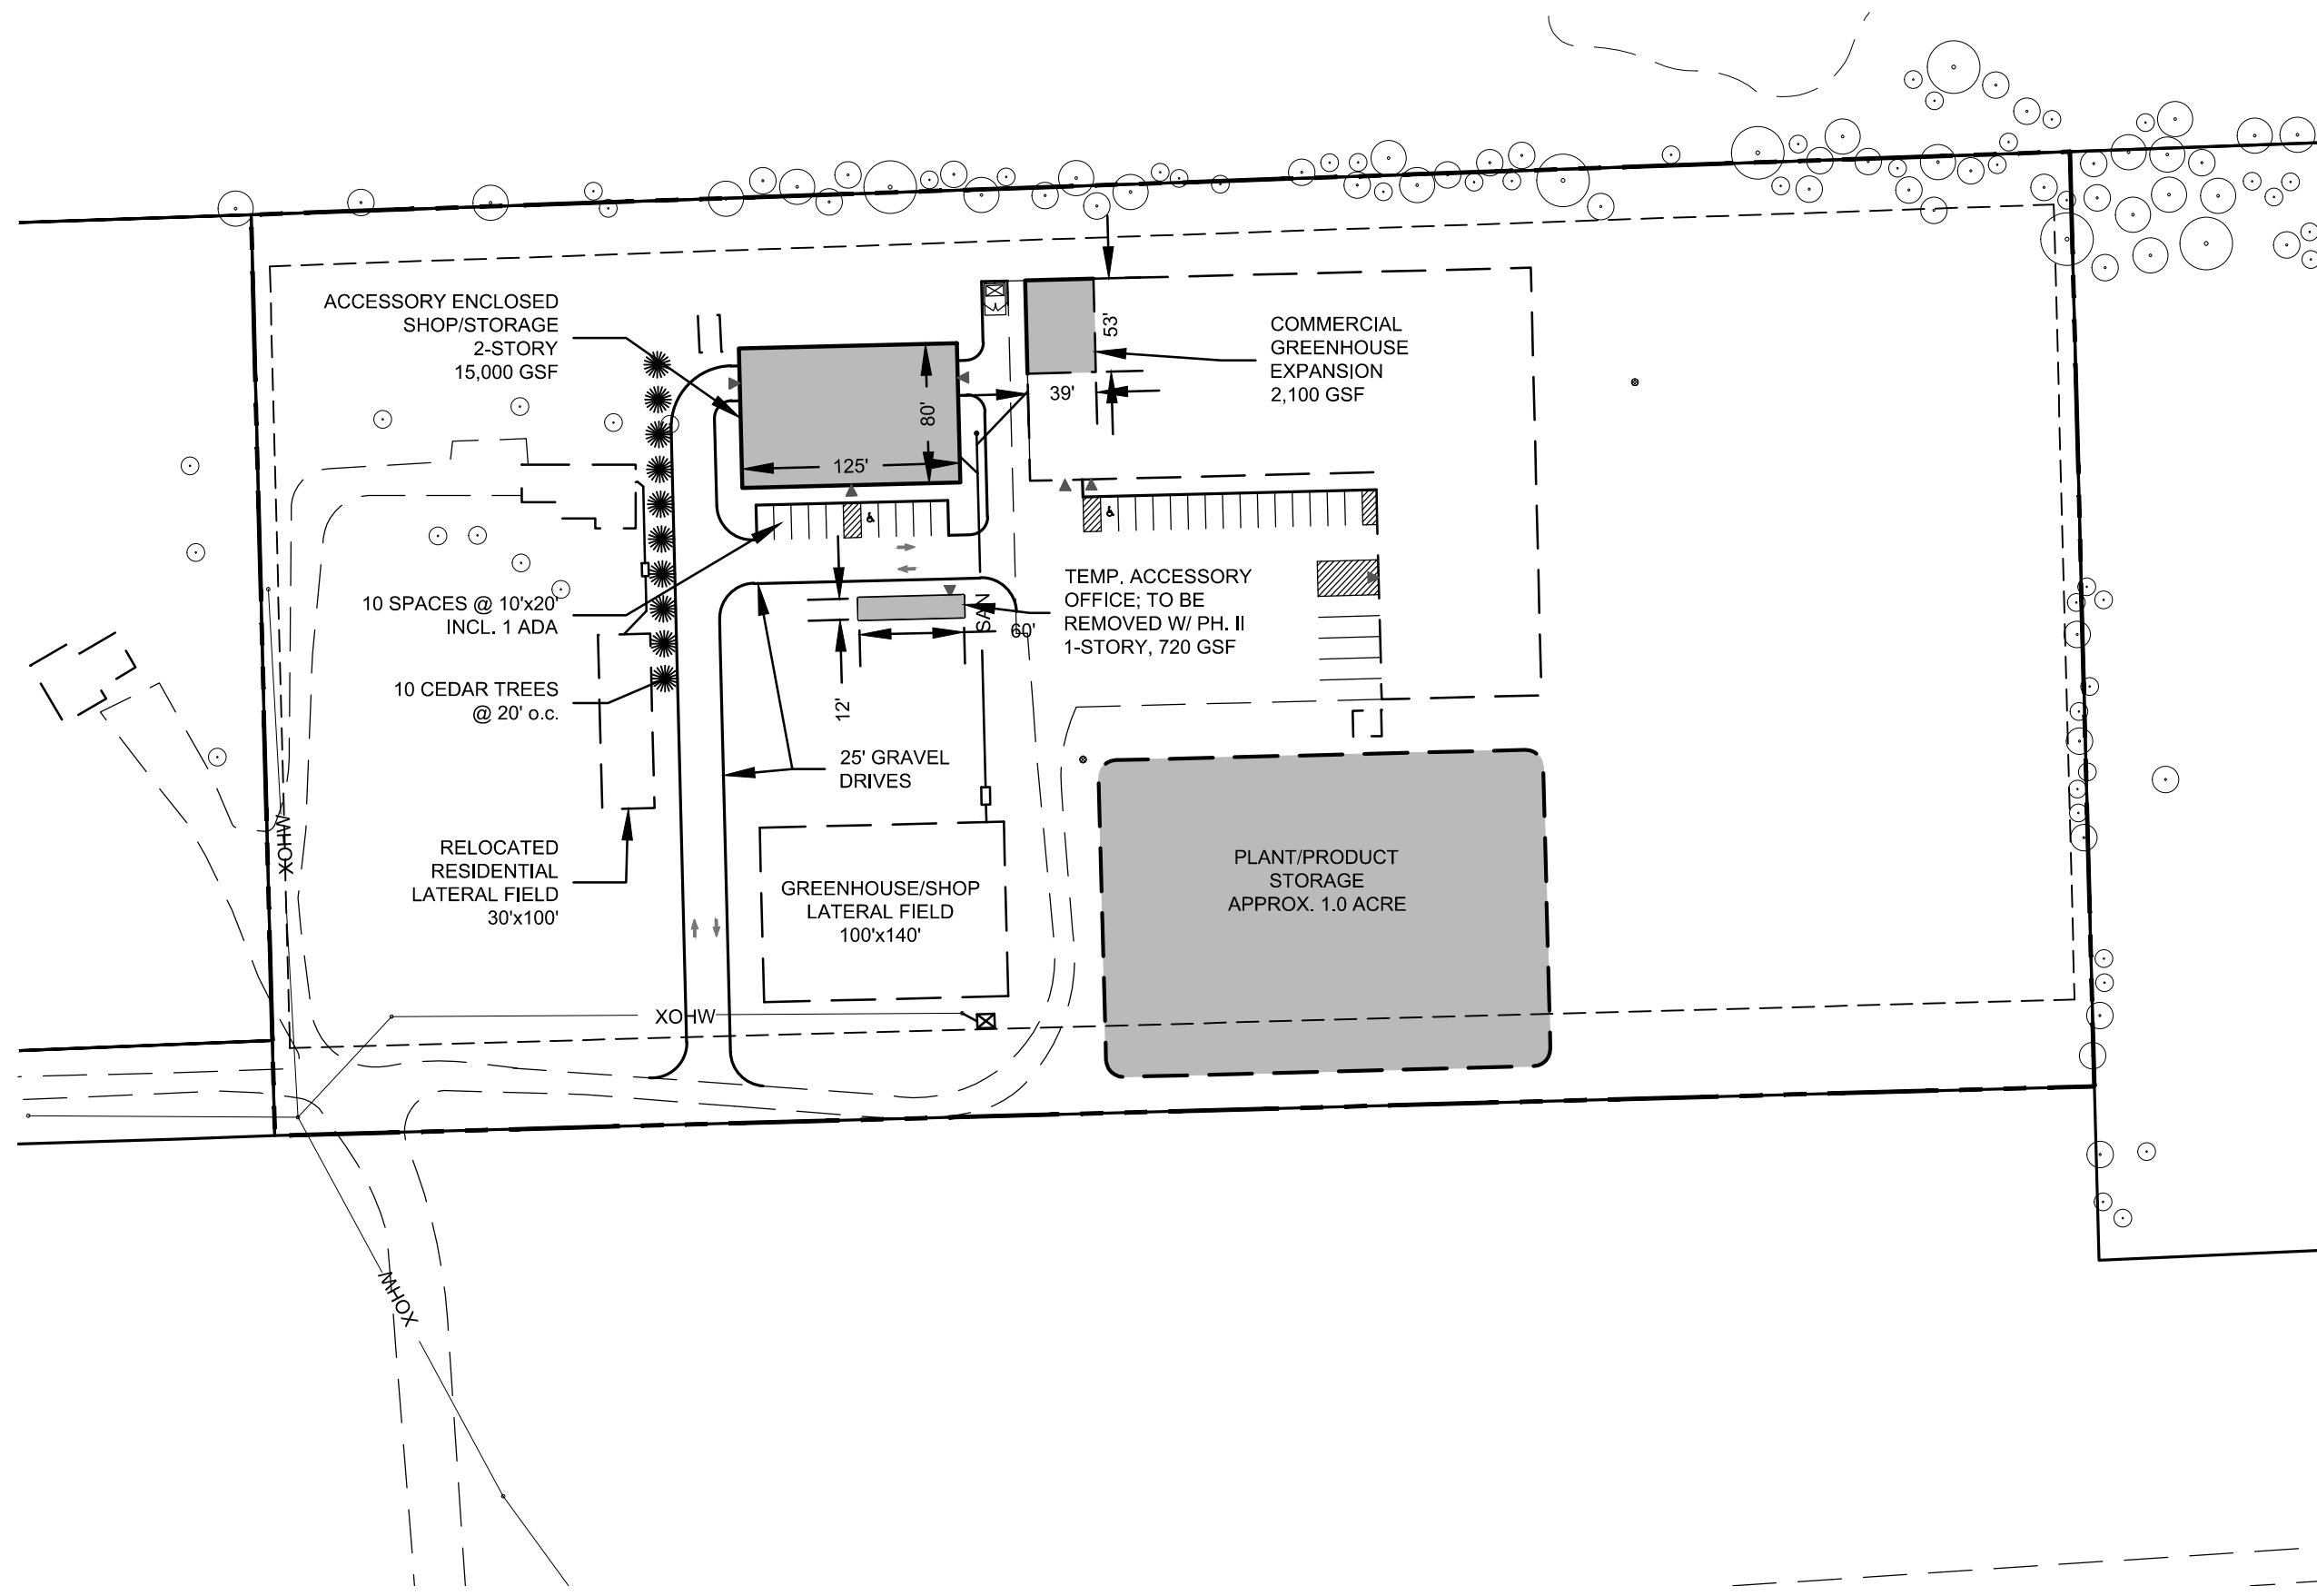 ACCESSORY ENCLOSED
SHOP/STORAGE
2-STORY
15,000 GSF
53'
COMMERCIAL
GREENHOUSE
EXPANSION
2,100 GSF
39'
80'
125'
10 SPACES @ 10'x20'
INCL. 1 ADA
TEMP. ACCESSORY
OFFICE; TO BE
REMOVED W/ PH. II
1-STORY, 720 GSF
SAN
60'
12'
10 CEDAR TREES
@ 20' o.c.
25' GRAVEL
DRIVES
XOHW
RELOCATED
RESIDENTIAL
LATERAL FIELD
30'x100'
GREENHOUSE/SHOP
LATERAL FIELD
100'x140'
PLANT/PRODUCT
STORAGE
APPROX. 1.0 ACRE
XOHW
XOHW